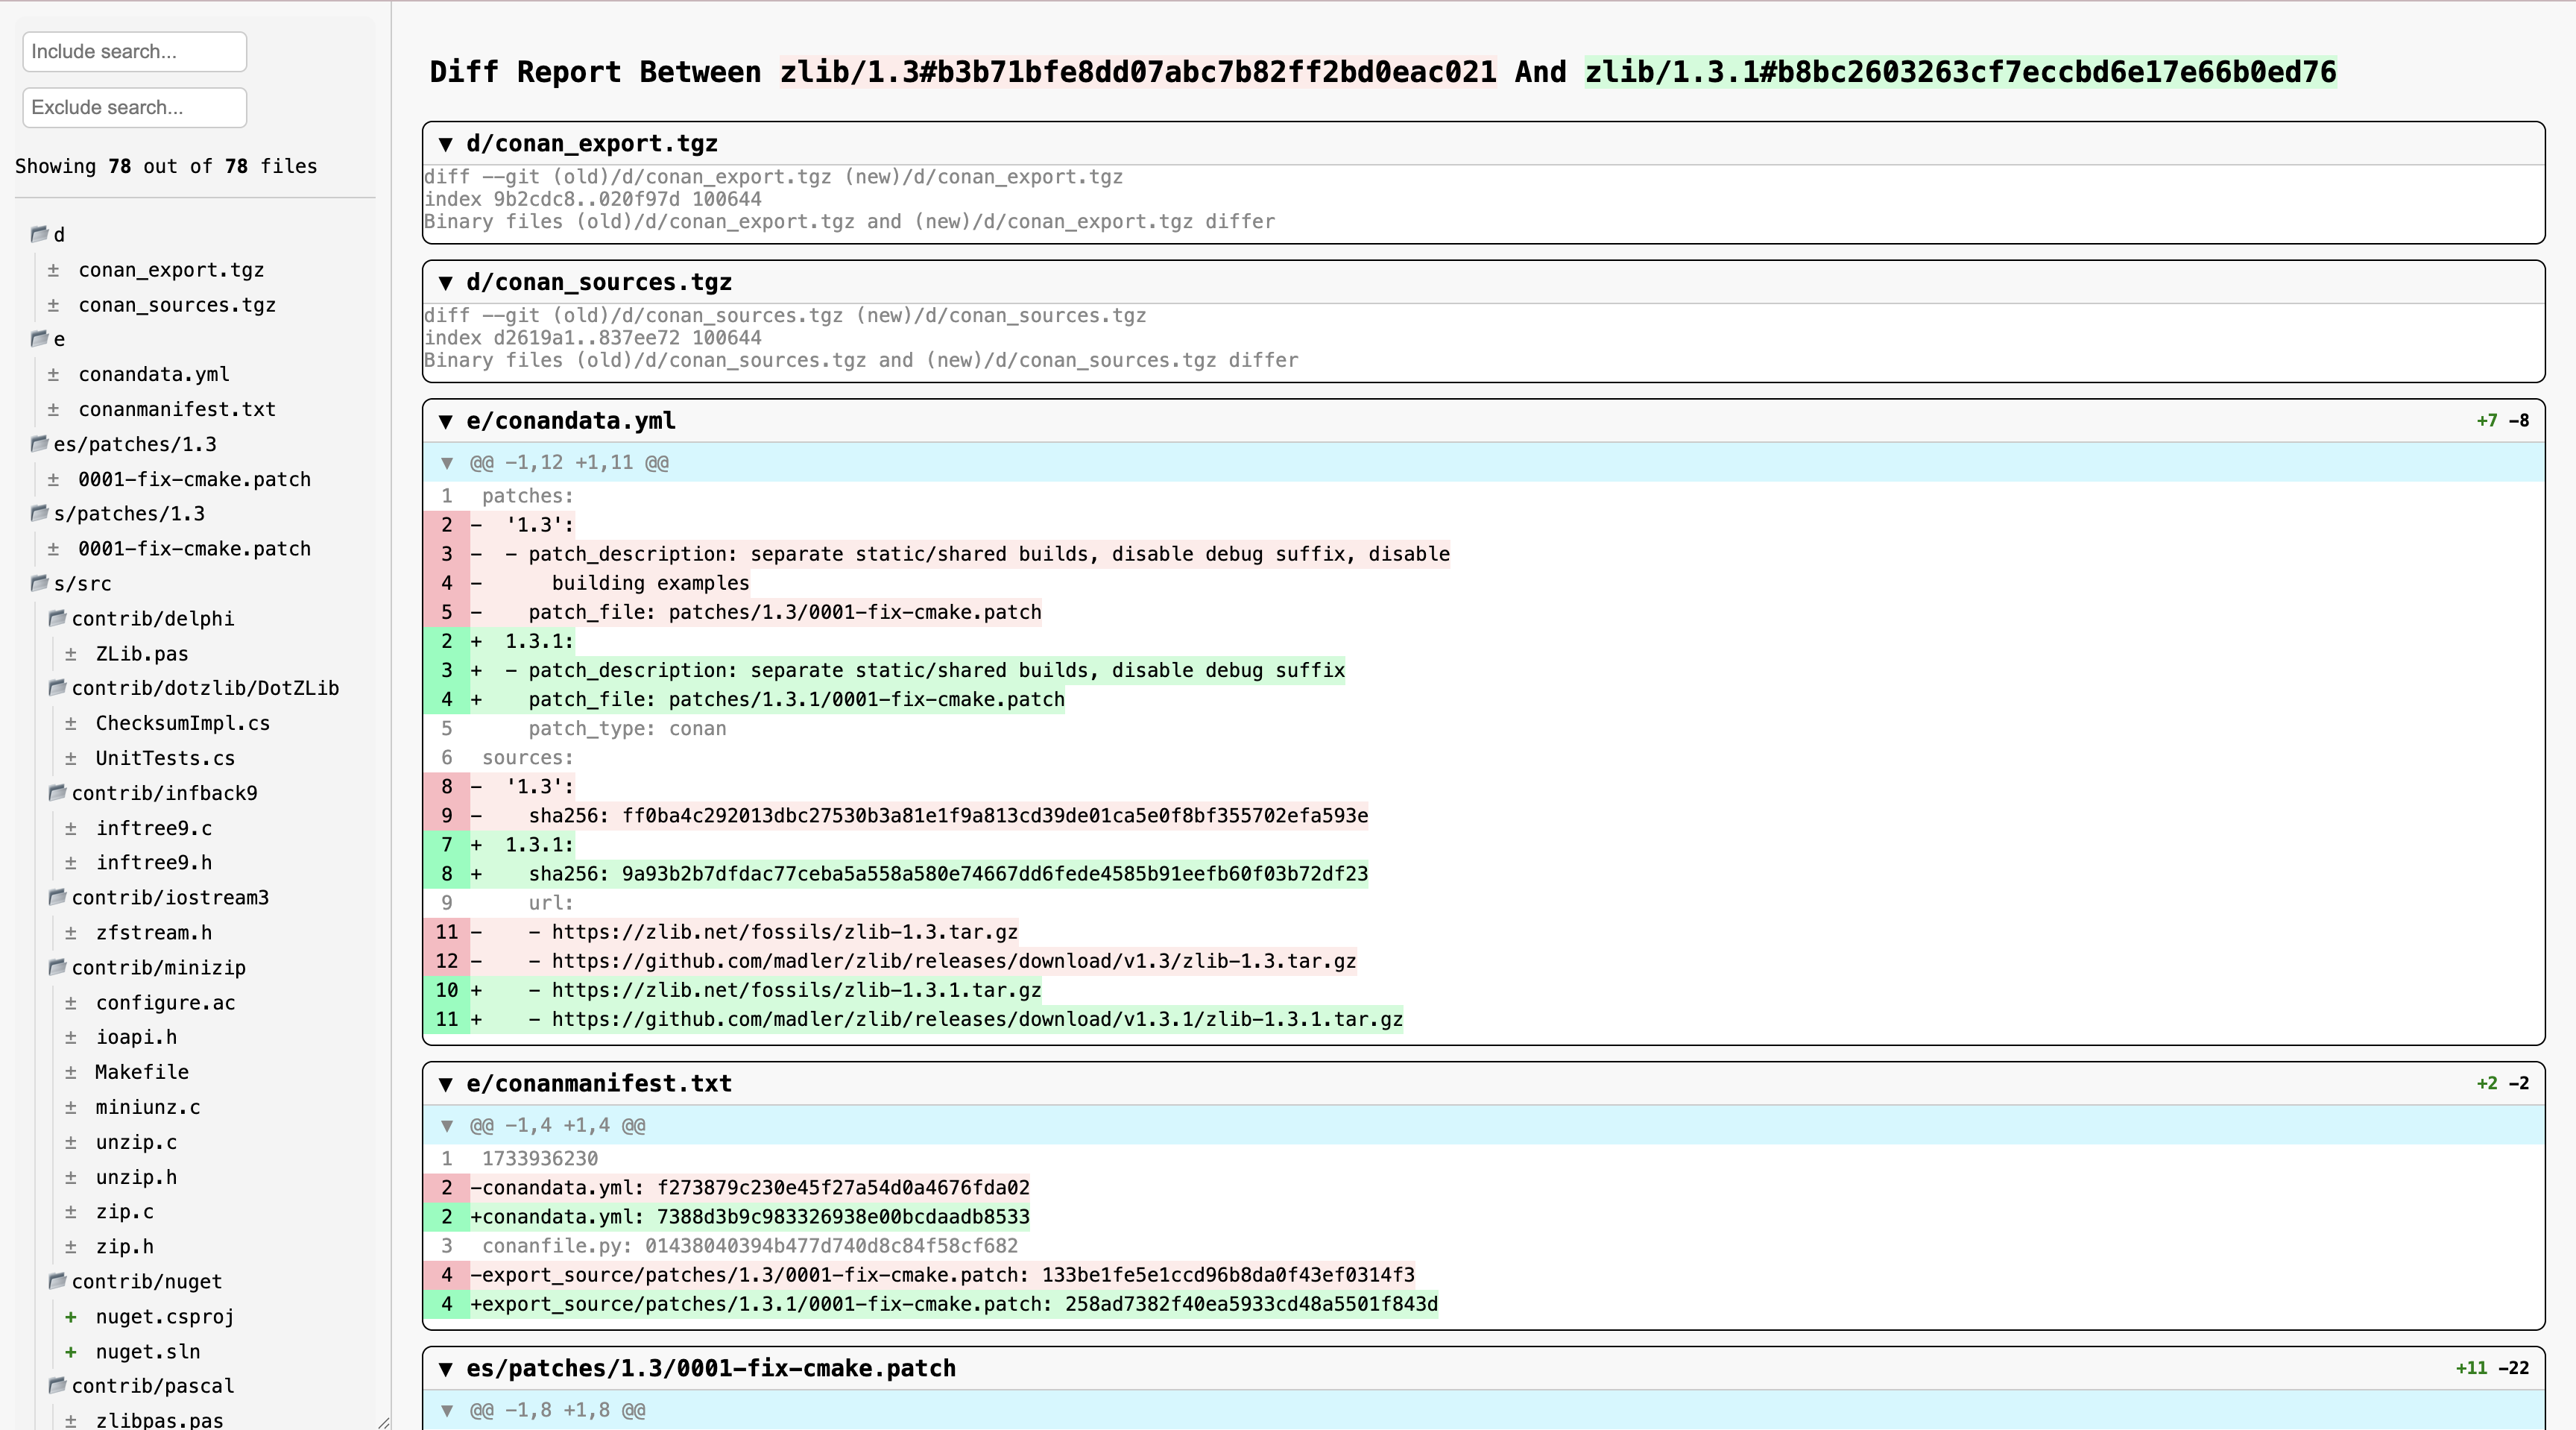 Include search...
Exclude search...
Showing 78 out of 78 files
d
± conan_export.tgz
± conan_sources.tgz
e
± conandata.yml
± conanmanifest.txt
es/patches/1.3
± 0001-fix-cmake.patch
s/patches/1.3
± 0001-fix-cmake.patch
s/src
contrib/delphi
± ZLib.pas
contrib/dotzlib/DotZLib
± ChecksumImpl.cs
± UnitTests.cs
contrib/infback9
± inftree9.c
± inftree9.h
contrib/iostream3
± zfstream.h
contrib/minizip
± configure.ac
± ioapi.h
± Makefile
± miniunz.c
± unzip.c
± unzip.h
± zip.c
± zip.h
contrib/nuget
+ nuget.csproj
+ nuget.sln
contrib/pascal
± zlibpas.pas
Diff Report Between zlib/1.3#b3b71bfe8dd07abc7b82ff2bd0eac021 And zlib/1.3.1#b8bc2603263cf7eccbd6e17e66b0ed76
▼ d/conan_export.tgz
diff --git (old)/d/conan_export.tgz (new)/d/conan_export.tgz
index 9b2cdc8..020f97d 100644
Binary files (old)/d/conan_export.tgz and (new)/d/conan_export.tgz differ
▼ d/conan_sources.tgz
diff --git (old)/d/conan_sources.tgz (new)/d/conan_sources.tgz
index d2619a1..837ee72 100644
Binary files (old)/d/conan_sources.tgz and (new)/d/conan_sources.tgz differ
▼ e/conandata.yml +7 -8
▼ @@ -1,12 +1,11 @@
1 patches:
2 - '1.3':
3 - - patch_description: separate static/shared builds, disable debug suffix, disable
4 - building examples
5 - patch_file: patches/1.3/0001-fix-cmake.patch
2 + 1.3.1:
3 + - patch_description: separate static/shared builds, disable debug suffix
4 + patch_file: patches/1.3.1/0001-fix-cmake.patch
5 patch_type: conan
6 sources:
8 - '1.3':
9 - sha256: ff0ba4c292013dbc27530b3a81e1f9a813cd39de01ca5e0f8bf355702efa593e
7 + 1.3.1:
8 + sha256: 9a93b2b7dfdac77ceba5a558a580e74667dd6fede4585b91eefb60f03b72df23
9 url:
11 - - https://zlib.net/fossils/zlib-1.3.tar.gz
12 - - https://github.com/madler/zlib/releases/download/v1.3/zlib-1.3.tar.gz
10 + - https://zlib.net/fossils/zlib-1.3.1.tar.gz
11 + - https://github.com/madler/zlib/releases/download/v1.3.1/zlib-1.3.1.tar.gz
▼ e/conanmanifest.txt +2 -2
▼ @@ -1,4 +1,4 @@
1 1733936230
2 -conandata.yml: f273879c230e45f27a54d0a4676fda02
2 +conandata.yml: 7388d3b9c983326938e00bcdaadb8533
3 conanfile.py: 01438040394b477d740d8c84f58cf682
4 -export_source/patches/1.3/0001-fix-cmake.patch: 133be1fe5e1ccd96b8da0f43ef0314f3
4 +export_source/patches/1.3.1/0001-fix-cmake.patch: 258ad7382f40ea5933cd48a5501f843d
▼ es/patches/1.3/0001-fix-cmake.patch +11 -22
▼ @@ -1,8 +1,8 @@